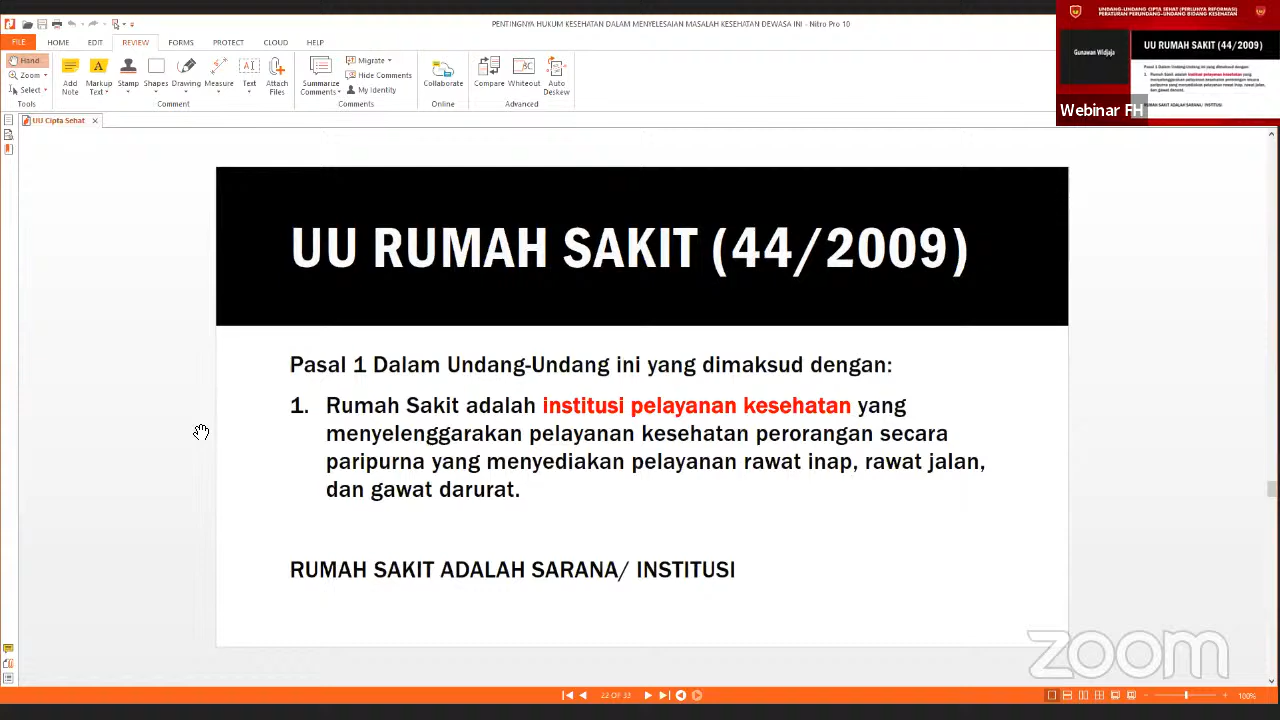 PENTINGNYA HUKUM KESEHATAN DALAM MENYELESAIAN MASALAH KESEHATAN DEWASA INI - Nitro Pro 10
FILE HOME EDIT REVIEW FORMS PROTECT CLOUD HELP
Hand
Zoom
Select
Tools
Add Note
Markup Text
Stamp
Shapes
Drawing
Measure
Text
Attach Files
Comment
Summarize Comments
Migrate
Hide Comments
My Identity
Comments
Collaborate
Online
Share
Advanced
Auto Deskew
UU Cipta Sehat
UNDANG-UNDANG CIPTA SEHAT (PERLUNYA REFORMASI)
PERATURAN PERUNDANG-UNDANG BIDANG KESEHATAN
Gunawan Widjaja
UU RUMAH SAKIT (44/2009)
Pasal 1 Dalam Undang-Undang ini yang dimaksud dengan:
1. Rumah Sakit adalah institusi pelayanan kesehatan yang
menyelenggarakan pelayanan kesehatan perorangan secara
paripurna yang menyediakan pelayanan rawat inap, rawat jalan,
dan gawat darurat.
RUMAH SAKIT ADALAH SARANA/ INSTITUSI
Webinar FH
UU RUMAH SAKIT (44/2009)
Pasal 1 Dalam Undang-Undang ini yang dimaksud dengan:
1. Rumah Sakit adalah institusi pelayanan kesehatan yang
menyelenggarakan pelayanan kesehatan perorangan secara
paripurna yang menyediakan pelayanan rawat inap, rawat jalan,
dan gawat darurat.
RUMAH SAKIT ADALAH SARANA/ INSTITUSI
zoom
22 OF 33
100%